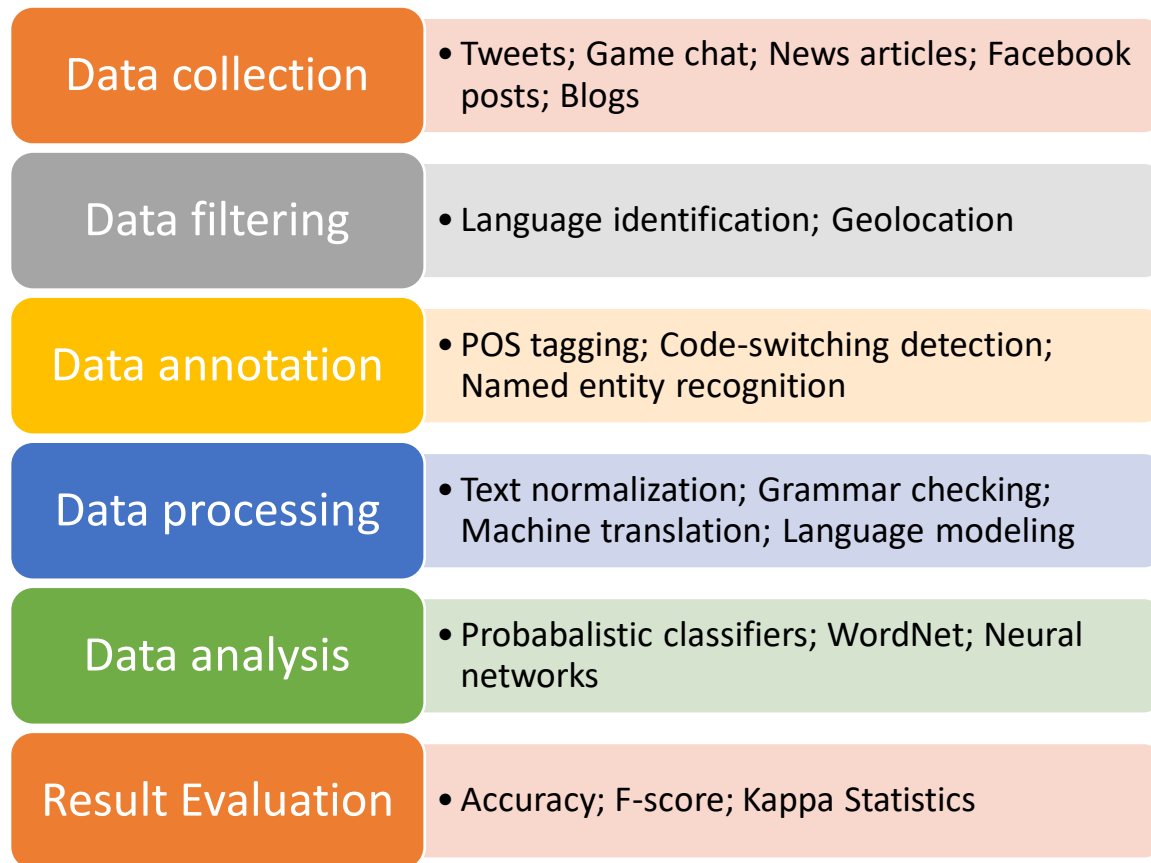 Data collection
• Tweets; Game chat; News articles; Facebook
posts; Blogs
Data filtering
• Language identification; Geolocation
Data annotation
• POS tagging; Code-switching detection;
Named entity recognition
Data processing
• Text normalization; Grammar checking;
Machine translation; Language modeling
Data analysis
• Probabalistic classifiers; WordNet; Neural
networks
Result Evaluation
• Accuracy; F-score; Kappa Statistics